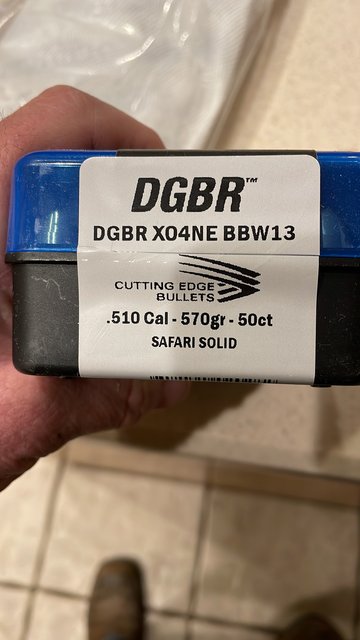 DGBR™
DGBR X04NE BBW13
CUTTING EDGE
BULLETS
.510 Cal - 570gr - 50ct
SAFARI SOLID